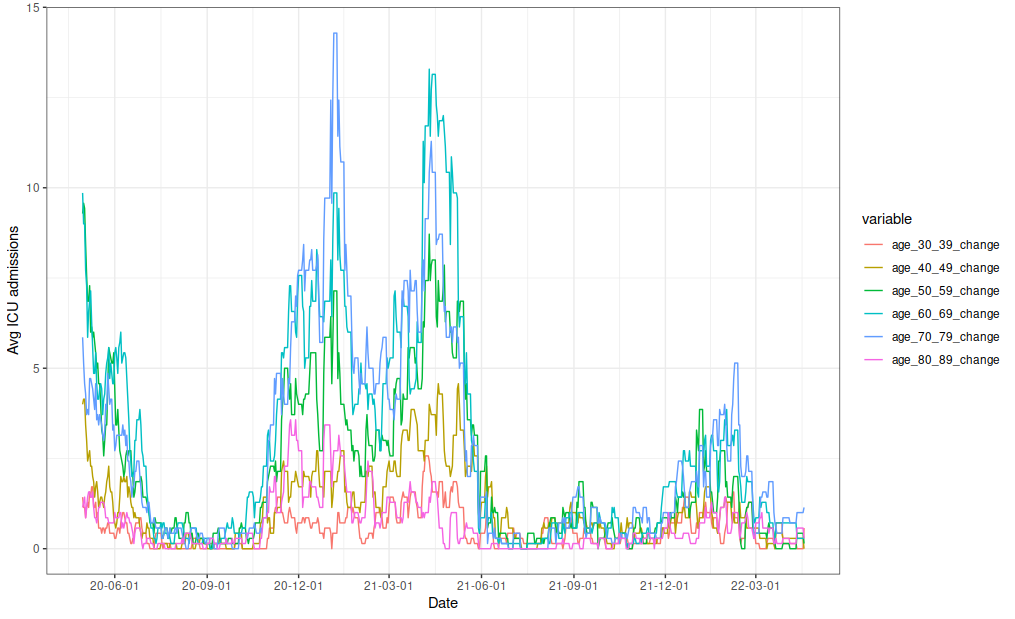 15
10
5
0
Avg ICU admissions
20-06-01 20-09-01 20-12-01 21-03-01 21-06-01 21-09-01 21-12-01 22-03-01
Date
variable
age_30_39_change
age_40_49_change
age_50_59_change
age_60_69_change
age_70_79_change
age_80_89_change